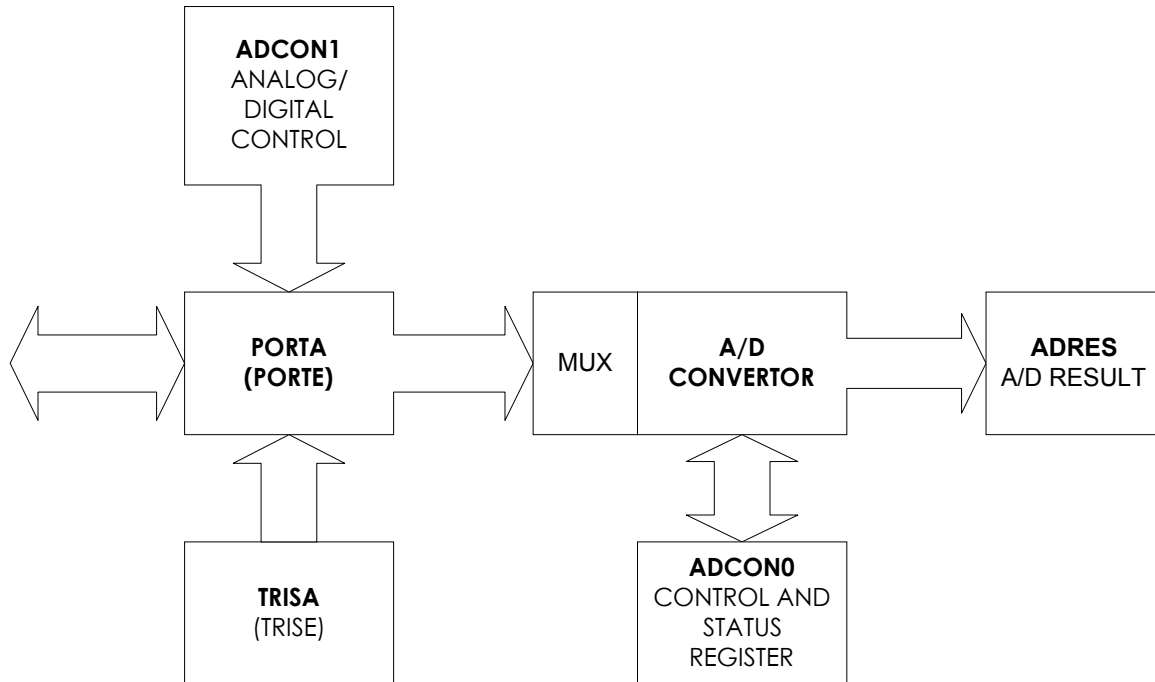 ADCON1
ANALOG/
DIGITAL
CONTROL
PORTA
(PORTE)
MUX
A/D
CONVERTOR
ADRES
A/D RESULT
TRISA
(TRISE)
ADCON0
CONTROL AND
STATUS
REGISTER